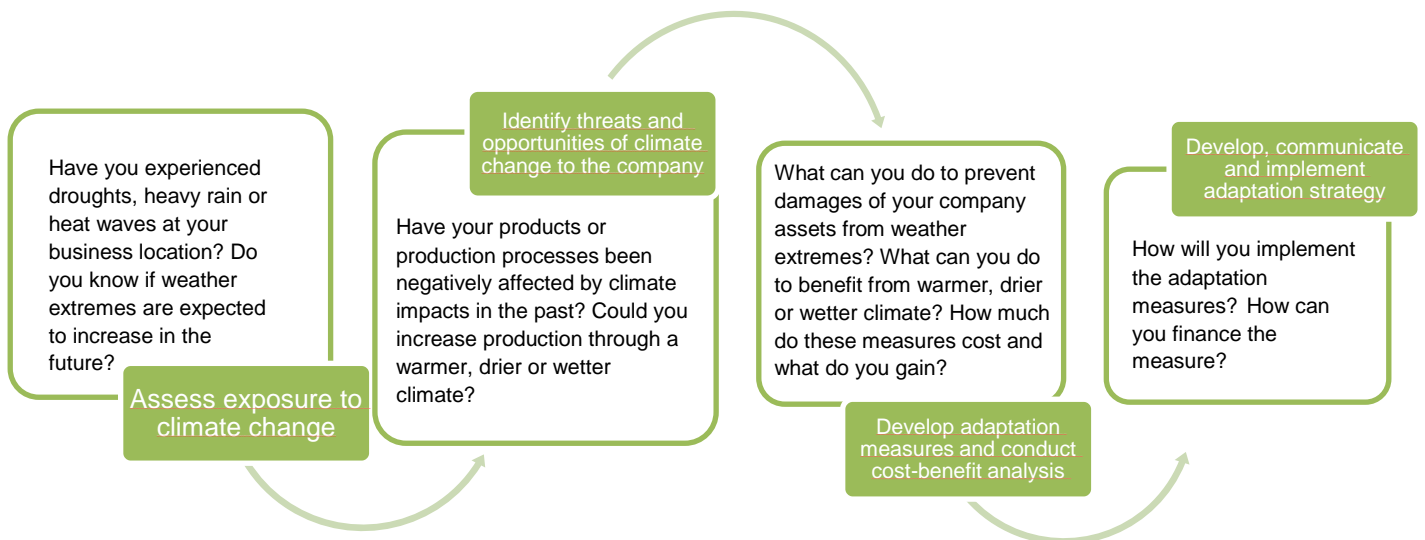 Have you experienced
droughts, heavy rain or
heat waves at your
business location? Do
you know if weather
extremes are expected
to increase in the
future?
Assess exposure to
climate change
Identify threats and
opportunities of climate
change to the company
Have your products or
production processes been
negatively affected by climate
impacts in the past? Could you
increase production through a
warmer, drier or wetter
climate?
What can you do to prevent
damages of your company
assets from weather
extremes? What can you do
to benefit from warmer, drier
or wetter climate? How much
do these measures cost and
what do you gain?
Develop adaptation
measures and conduct
cost-benefit analysis
Develop, communicate
and implement
adaptation strategy
How will you implement
the adaptation
measures? How can
you finance the
measure?